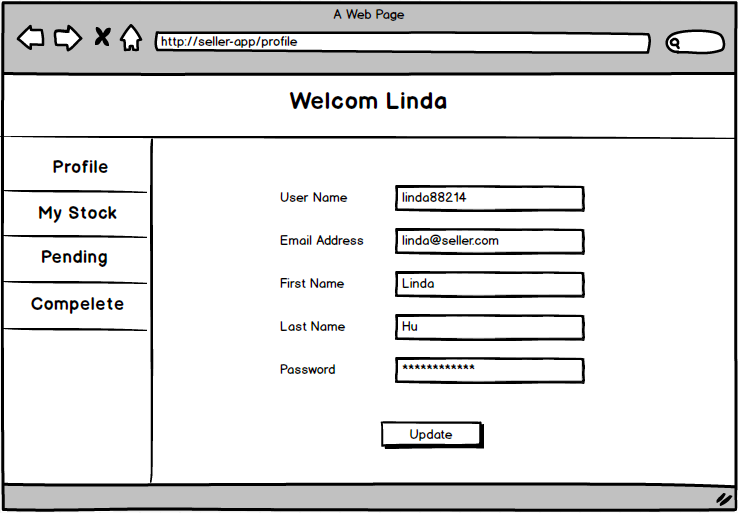 A Web Page
http://seller-app/profile
Welcom Linda
Profile
My Stock
Pending
Compelete
User Name linda88214
Email Address linda@seller.com
First Name Linda
Last Name Hu
Password ************
Update